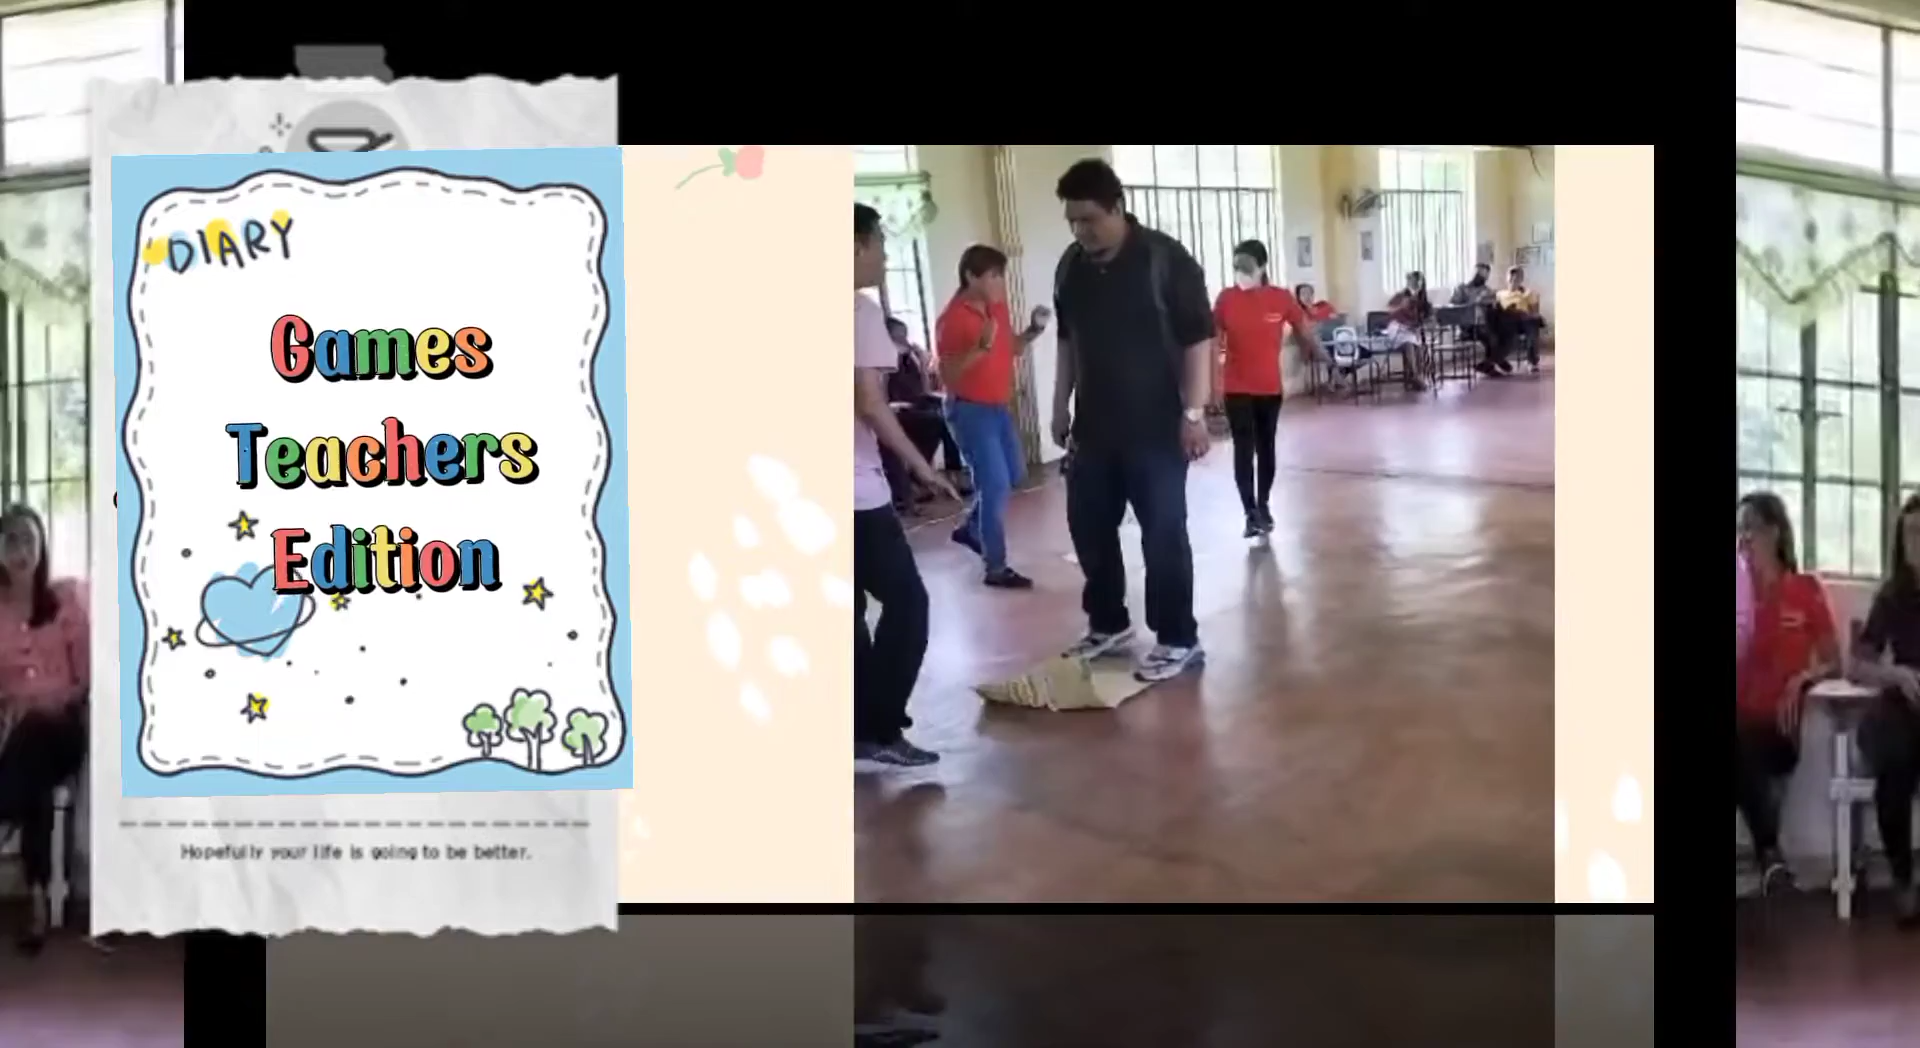 DIARY
Games
Teachers
Edition
Hopefully your life is going to be better.